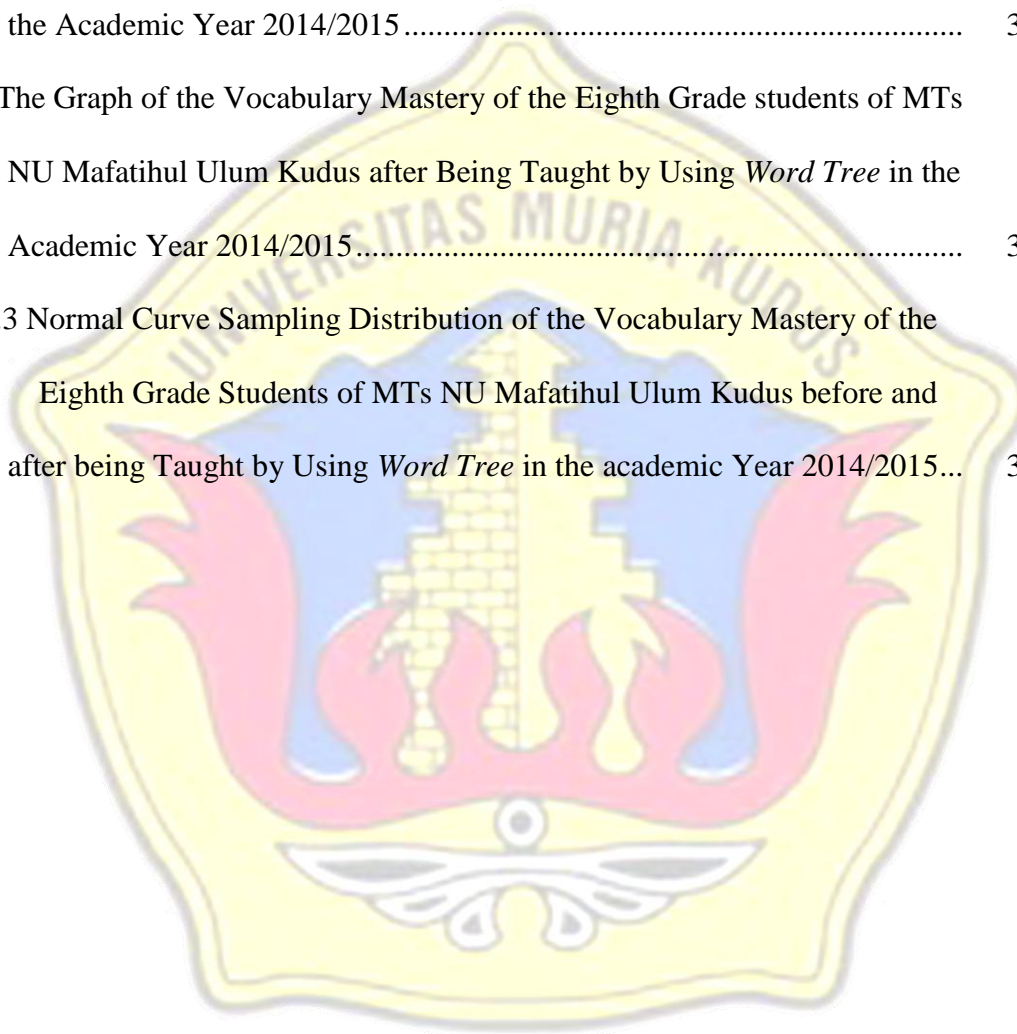 the Academic Year 2014/2015.................................................................... 3
The Graph of the Vocabulary Mastery of the Eighth Grade students of MTs
NU Mafatihul Ulum Kudus after Being Taught by Using Word Tree in the
Academic Year 2014/2015.......................................................................... 3
.3 Normal Curve Sampling Distribution of the Vocabulary Mastery of the
Eighth Grade Students of MTs NU Mafatihul Ulum Kudus before and
after being Taught by Using Word Tree in the academic Year 2014/2015... 3
UNIVERSITAS MURIA KUDUS